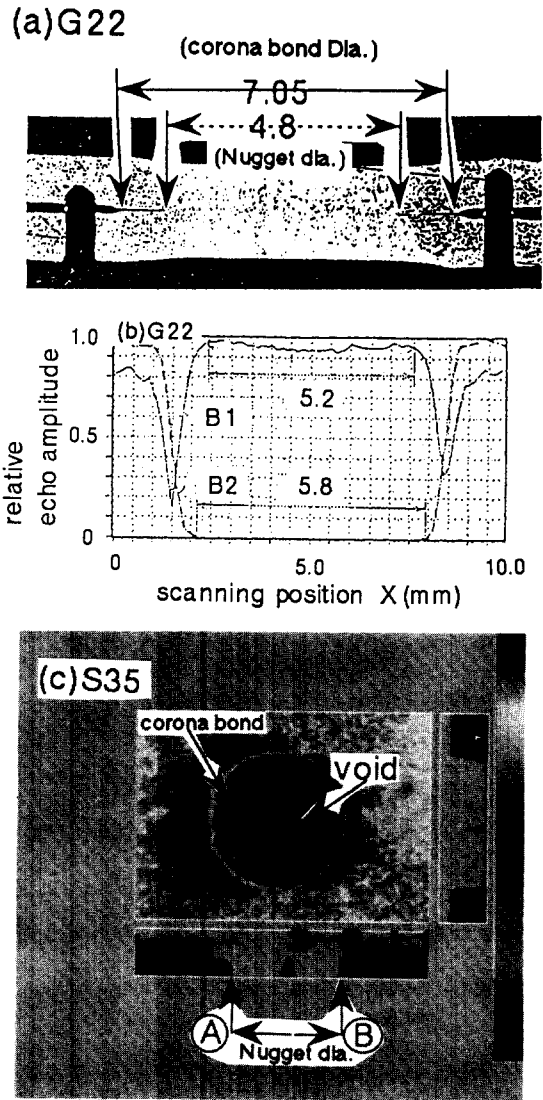 (a)G22
(corona bond Dia.)
7.05
4.8
(Nugget dia.)
(b)G22
1.0
0.5
0
relative
echo amplitude
B1
5.2
B2
5.8
0
5.0
10.0
scanning position X (mm)
(c)S35
corona bond
void
A
B
Nugget dia.